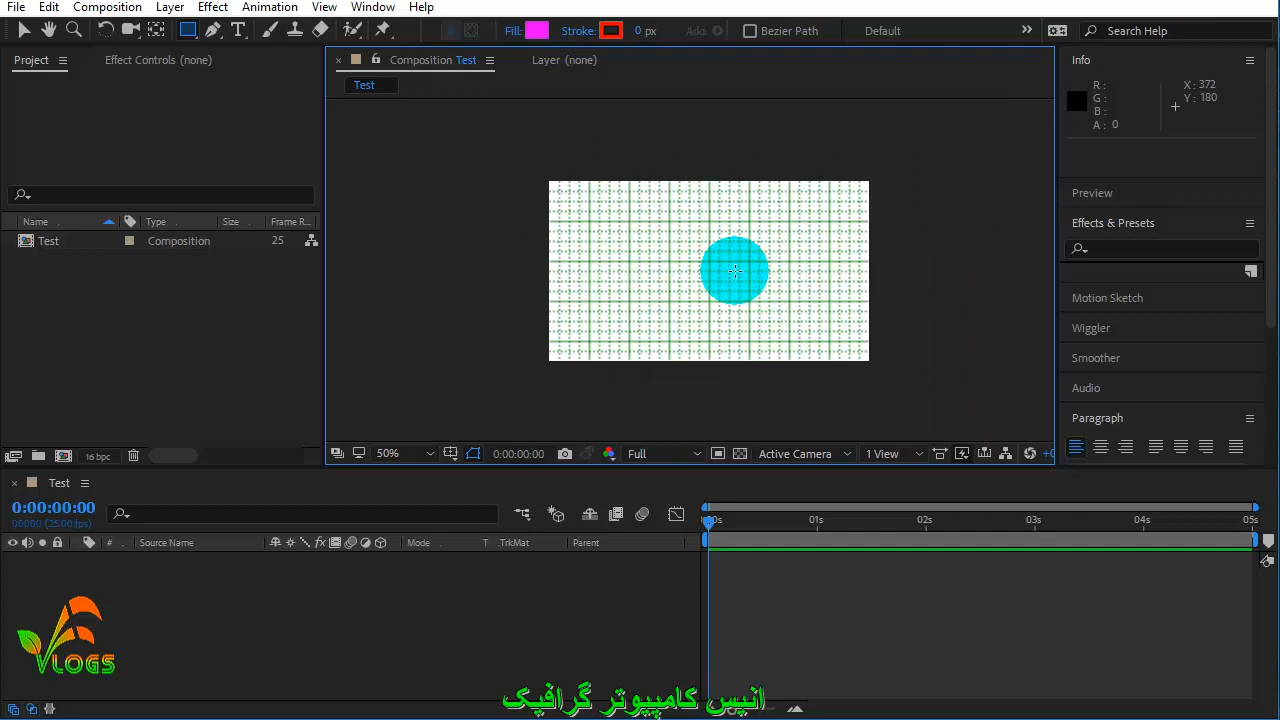 File Edit Composition Layer Effect Animation View Window Help
Fill: Stroke: 0 px Add: Bezier Path Default Search Help
Project Effect Controls (none) Composition Test Layer (none) Info
Test
R : X : 372
G : Y : 180
B :
A : 0
Preview
Name Type Size Frame R...
Effects & Presets
Test Composition 25
Motion Sketch
Wiggler
Smoother
Audio
Paragraph
16 bpc 50% 0:00:00:00 Full Active Camera 1 View +0
Test
0:00:00:00
00000 (25.00 fps)
00s 01s 02s 03s 04s 05s
# Source Name Mode T .TrkMat Parent
VLOGS
انیس کامپیوٹر گرافیک